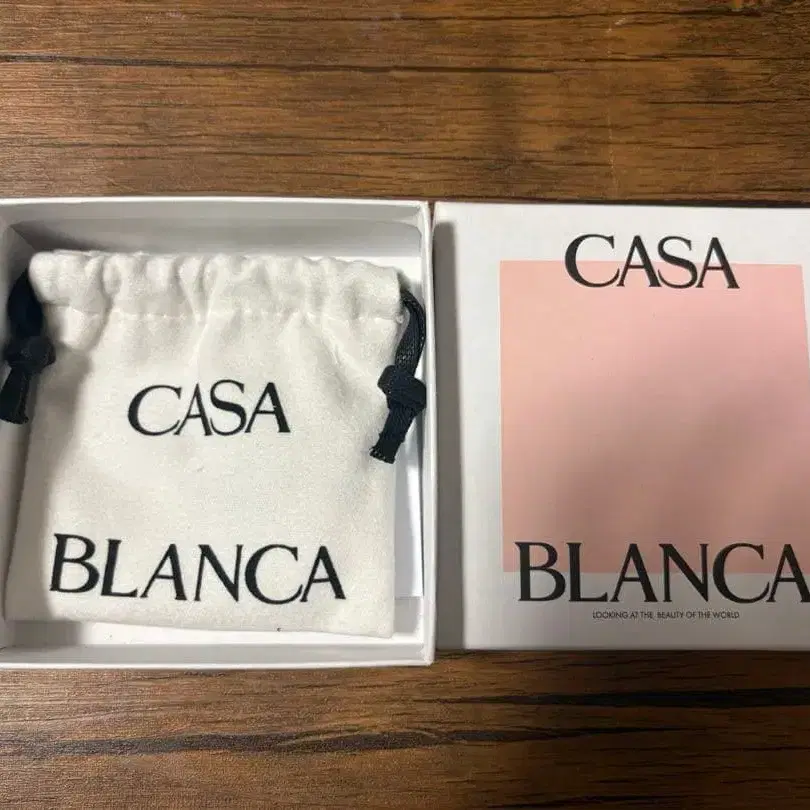 CASA
BLANCA
CASA
BLANCA
LOOKING AT THE BEAUTY OF THE WORLD